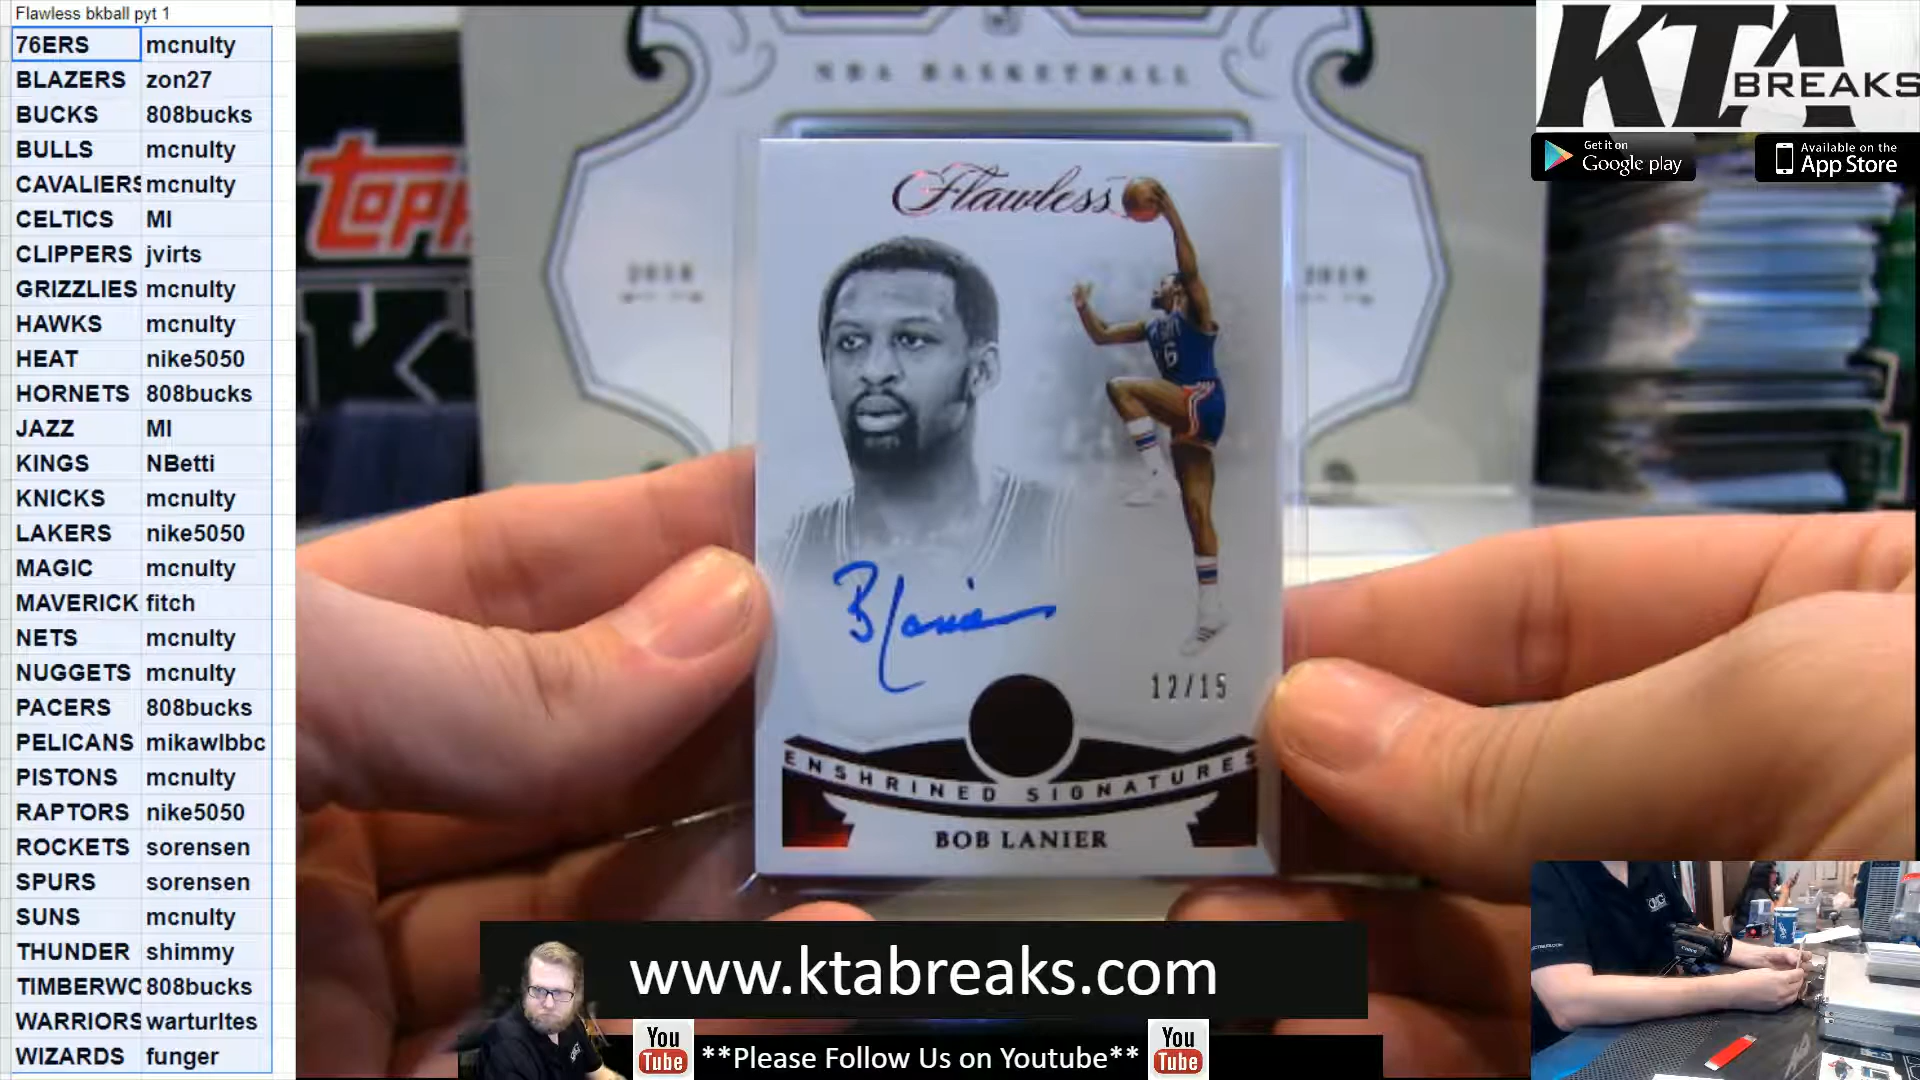 Flawless bkball pyt 1
76ERS mcnulty
BLAZERS zon27
BUCKS 808bucks
BULLS mcnulty
CAVALIERS mcnulty
CELTICS MI
CLIPPERS jvirts
GRIZZLIES mcnulty
HAWKS mcnulty
HEAT nike5050
HORNETS 808bucks
JAZZ MI
KINGS NBetti
KNICKS mcnulty
LAKERS nike5050
MAGIC mcnulty
MAVERICK fitch
NETS mcnulty
NUGGETS mcnulty
PACERS 808bucks
PELICANS mikawlbbc
PISTONS mcnulty
RAPTORS nike5050
ROCKETS sorensen
SPURS sorensen
SUNS mcnulty
THUNDER shimmy
TIMBERWO 808bucks
WARRIORS warturltes
WIZARDS funger
NBA BASKETBALL
TOPP
2018 2019
Flawless
B Lanier
12/15
ENSHRINED SIGNATURES
BOB LANIER
KTA
BREAKS
Get it on
Google play
Available on the
App Store
www.ktabreaks.com
You Tube **Please Follow Us on Youtube** You Tube